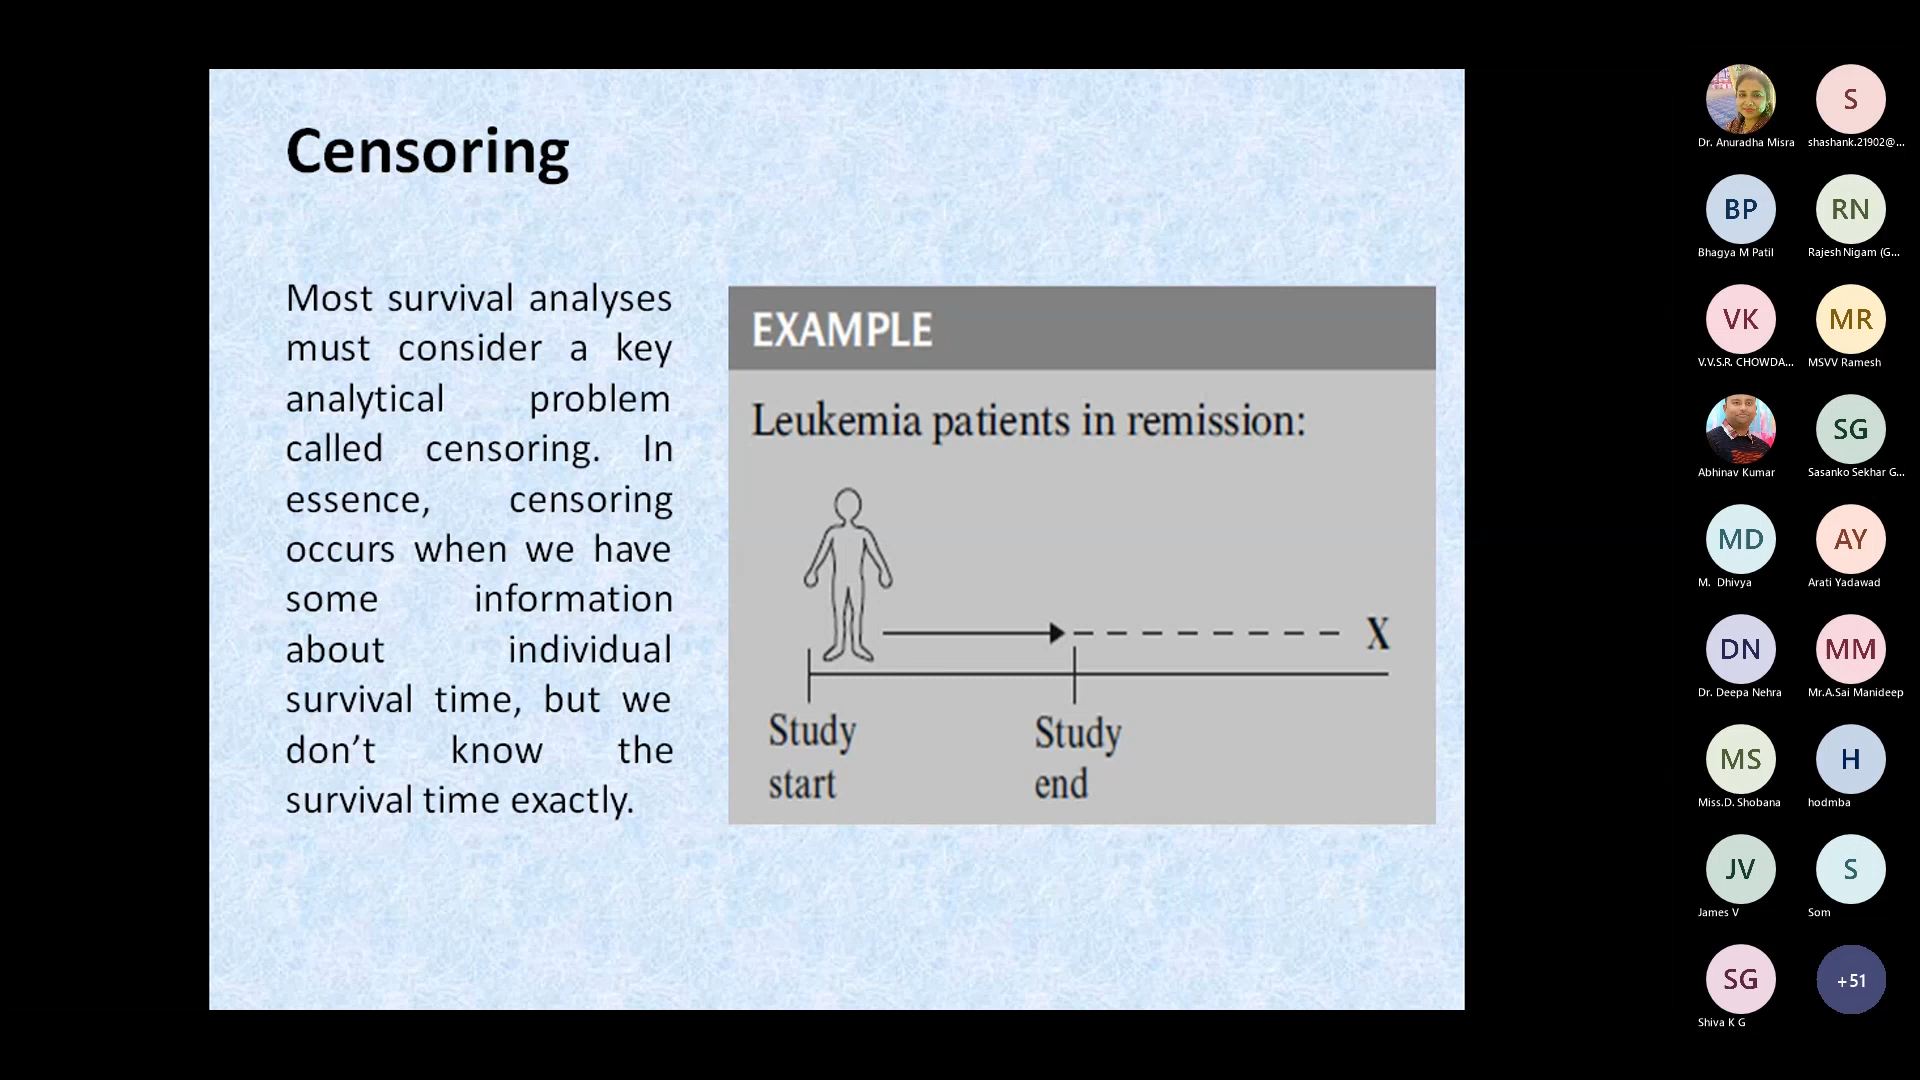 Censoring
Most survival analyses
must consider a key
analytical problem
called censoring. In
essence, censoring
occurs when we have
some information
about individual
survival time, but we
don’t know the
survival time exactly.
EXAMPLE
Leukemia patients in remission:
X
Study
start
Study
end
Dr. Anuradha Misra
S
shashank.21902@...
BP
Bhagya M Patil
RN
Rajesh Nigam (G...
VK
V.V.S.R. CHOWDA...
MR
MSVV Ramesh
Abhinav Kumar
SG
Sasanko Sekhar G...
MD
M. Dhivya
AY
Arati Yadawad
DN
Dr. Deepa Nehra
MM
Mr.A.Sai Manideep
MS
Miss.D. Shobana
H
hodmba
JV
James V
S
Som
SG
Shiva K G
+51